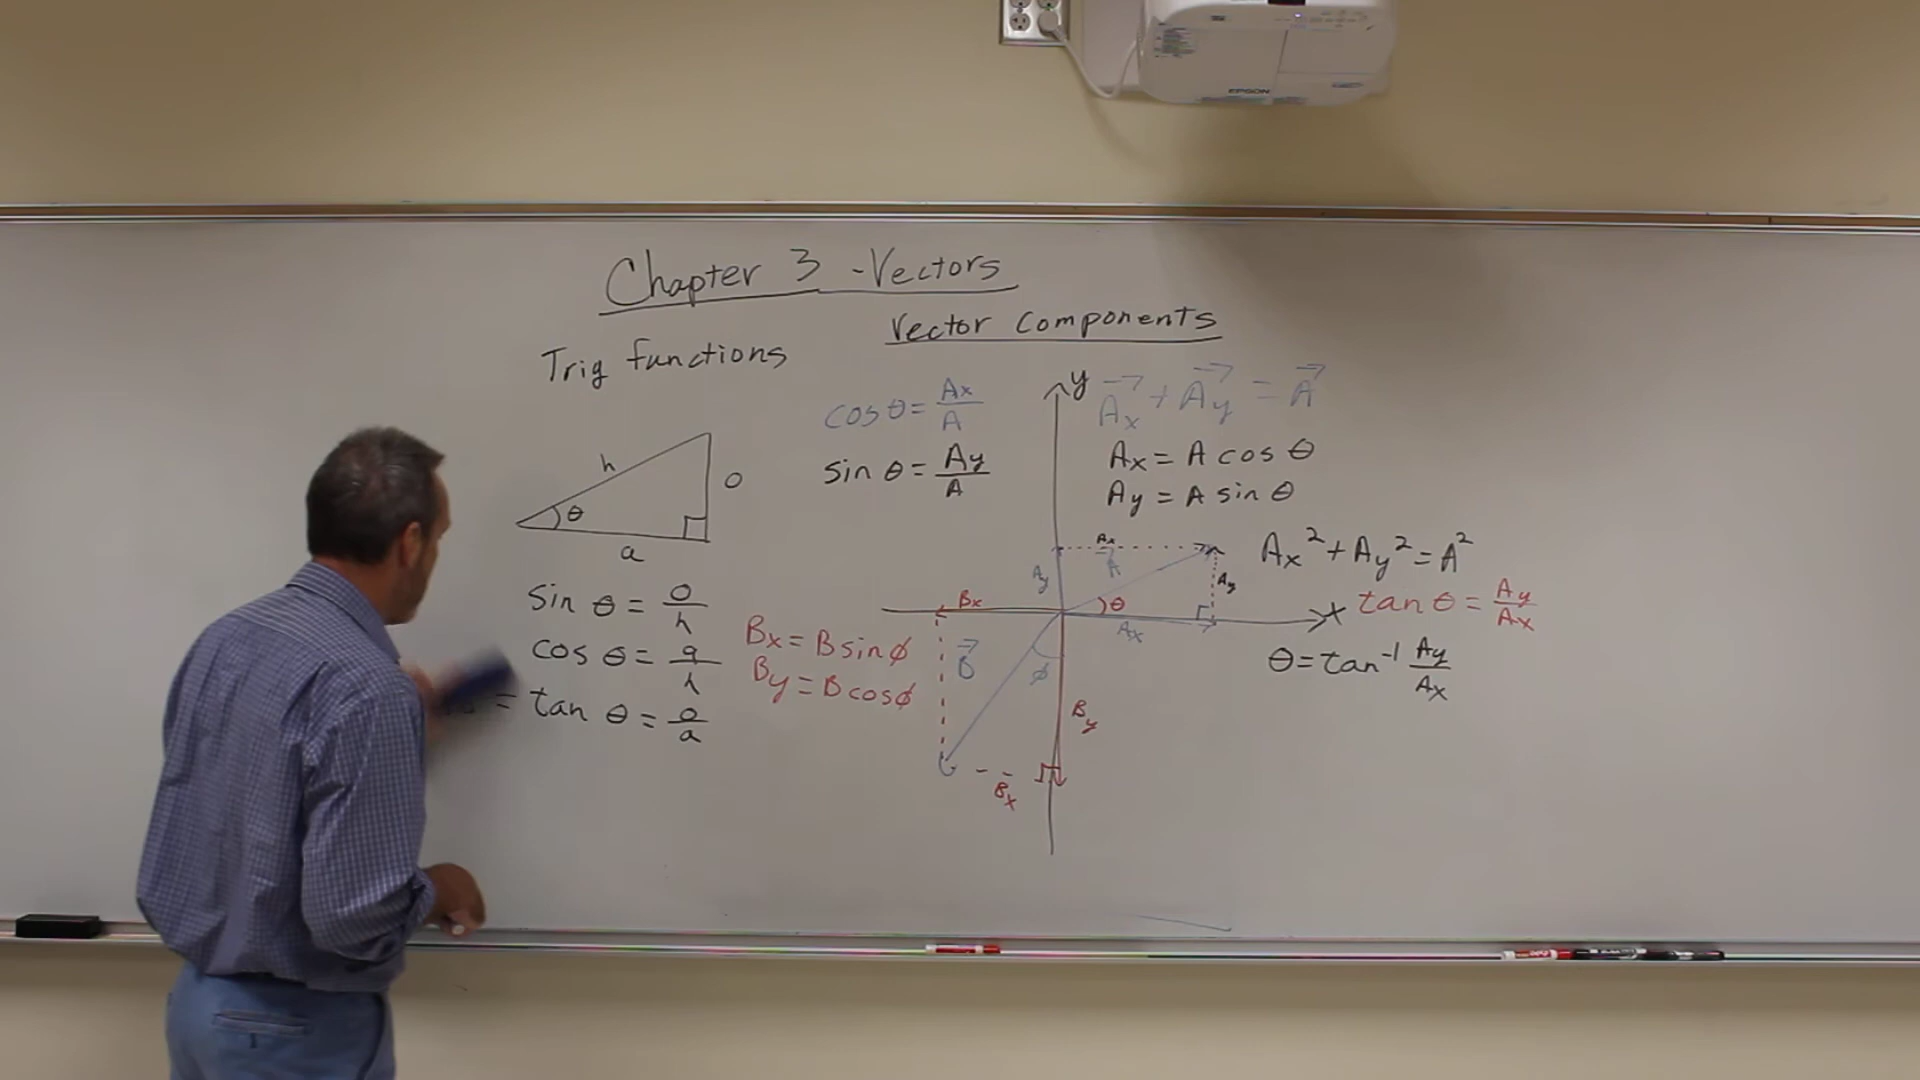 EPSON
Chapter 3 - Vectors
Vector Components
Trig functions
h
o
θ
a
sin θ = o/h
cos θ = a/h
= tan θ = o/a
cos θ = Ax/A
sin θ = Ay/A
y
Ax + Ay = A
Ax = A cos θ
Ay = A sin θ
Ax
A
Ay
Ay
θ
Ax
x
Ax² + Ay² = A²
tan θ = Ay/Ax
θ = tan⁻¹ Ay/Ax
Bx
Bx = B sin ϕ
By = B cos ϕ
B
ϕ
By
Bx